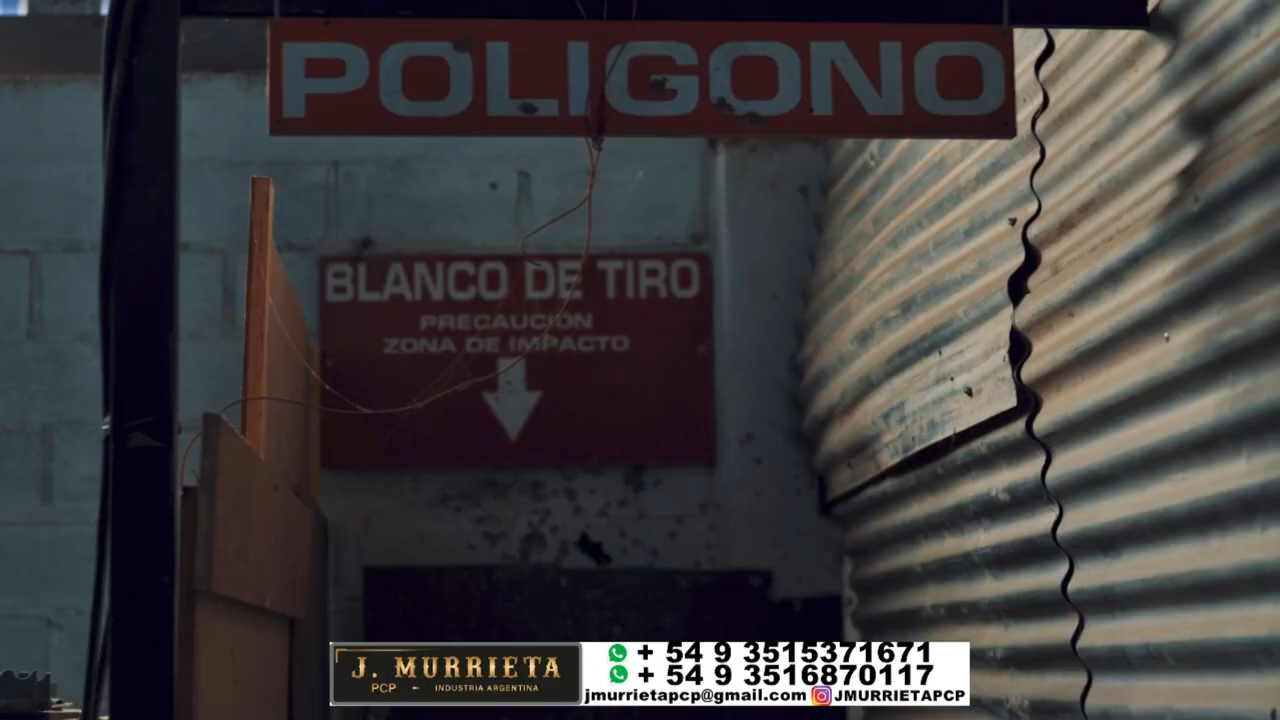 POLIGONO
BLANCO DE TIRO
PRECAUCION
ZONA DE IMPACTO
J. MURRIETA
PCP - INDUSTRIA ARGENTINA
+ 54 9 3515371671
+ 54 9 3516870117
jmurrietapcp@gmail.com JMURRIETAPCP